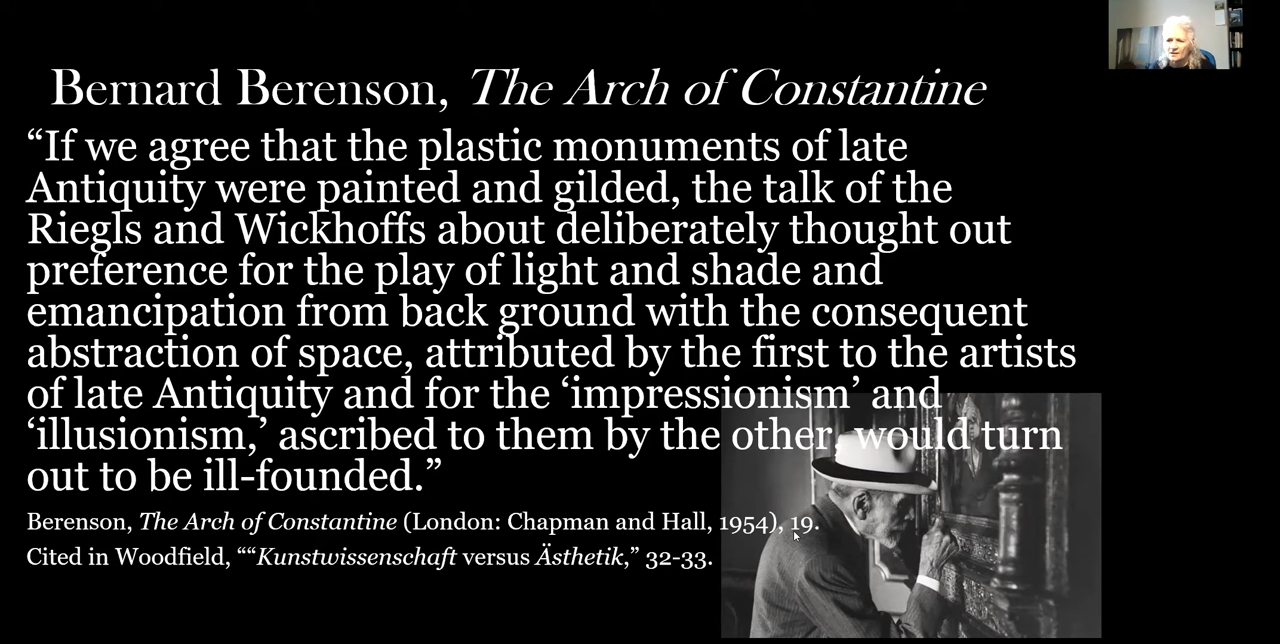 Bernard Berenson, The Arch of Constantine
“If we agree that the plastic monuments of late
Antiquity were painted and gilded, the talk of the
Riegls and Wickhoffs about deliberately thought out
preference for the play of light and shade and
emancipation from back ground with the consequent
abstraction of space, attributed by the first to the artists
of late Antiquity and for the ‘impressionism’ and
‘illusionism,’ ascribed to them by the other, would turn
out to be ill-founded.”
Berenson, The Arch of Constantine (London: Chapman and Hall, 1954), 19.
Cited in Woodfield, ““Kunstwissenschaft versus Ästhetik,” 32-33.